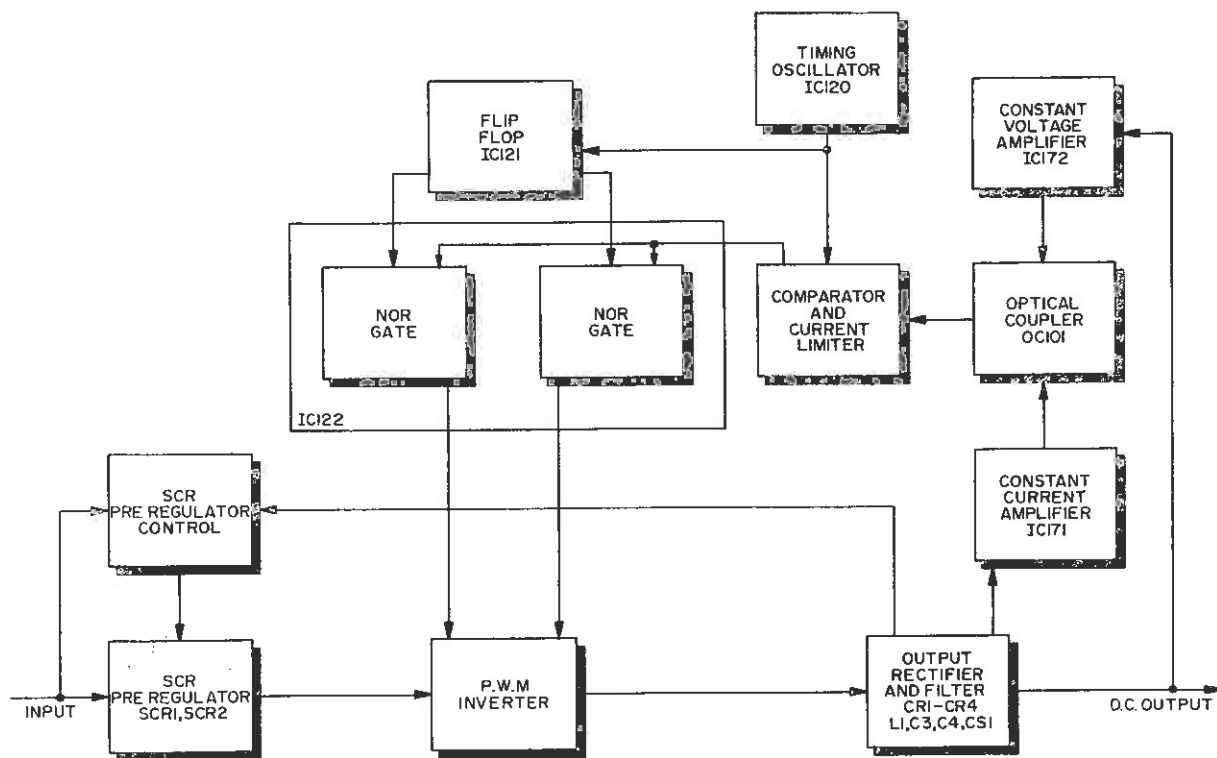 TIMING
OSCILLATOR
IC120
FLIP
FLOP
IC121
CONSTANT
VOLTAGE
AMPLIFIER
IC172
NOR
GATE
NOR
GATE
COMPARATOR
AND
CURRENT
LIMITER
OPTICAL
COUPLER
OC101
IC122
SCR
PRE REGULATOR
CONTROL
CONSTANT
CURRENT
AMPLIFIER
IC171
SCR
PRE REGULATOR
SCR1,SCR2
P.W.M
INVERTER
OUTPUT
RECTIFIER
AND FILTER
CR1-CR4
L1,C3,C4,CS1
INPUT
D.C. OUTPUT